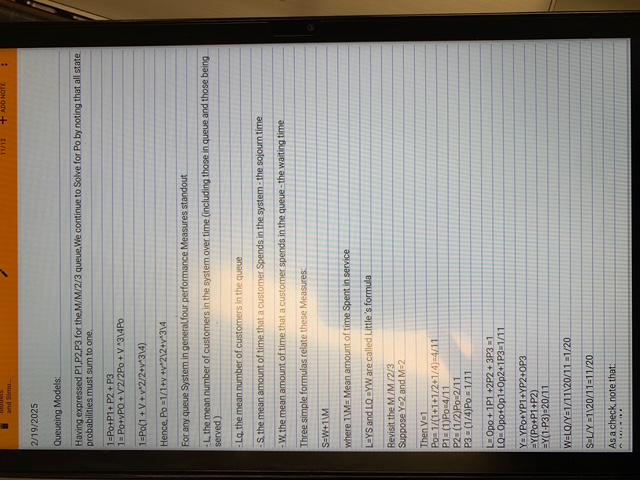 Models
and Simu...
11/12
+ ADD NOTE
2/19/2025
Queueing Models:
Having expressed P1,P2,P3 for the,M/M/2/3 queue,We continue to Solve for Po by noting that all state
probabilities must sum to one.
1=Po+P1+ P2 + P3
1= Po+vPO + V'2/2Po + V ^3\4Po
1=Po(1 + V + v^2/2+v^3\4)
Hence, Po =1/1+v +v^2\2+v^3\4
For any queue System in general,four performance Measures standout
- L, the mean number of customers in the system over time (including those in queue and those being
served )
- Lq, the mean number of customers in the queue
- S, the mean amount of time that a customer Spends in the system - the sojourn time
- W, the mean amount of time that a customer spends in the queue - the waiting time
Three simple formulas relate these Measures:
S=W+1\M
where 1\M= Mean amount of time Spent in service
L=YS and LQ =YW are called Little 's formula
Revisit the M /M /2/3
Suppose Y=2 and M=2
Then V=1
Po= 1/(1+1+1/2+1/4)=4/11
P1= (1)Po=4/11
P2= (1/2)Po=2/11
P3 = (1/4)Po = 1/11
L= Opo + 1P1 +2P2 + 3P3 =1
LQ= Opo+Op1+Op2+1P3=1/11
Y= YPo+YP1+YP2+OP3
=Y(Po+P1+P2)
=Y(1-P3)=20/11
W=LQ/Y=1/11\20/11 =1/20
S=L/Y =1\20/11=11/20
As a check, note that: